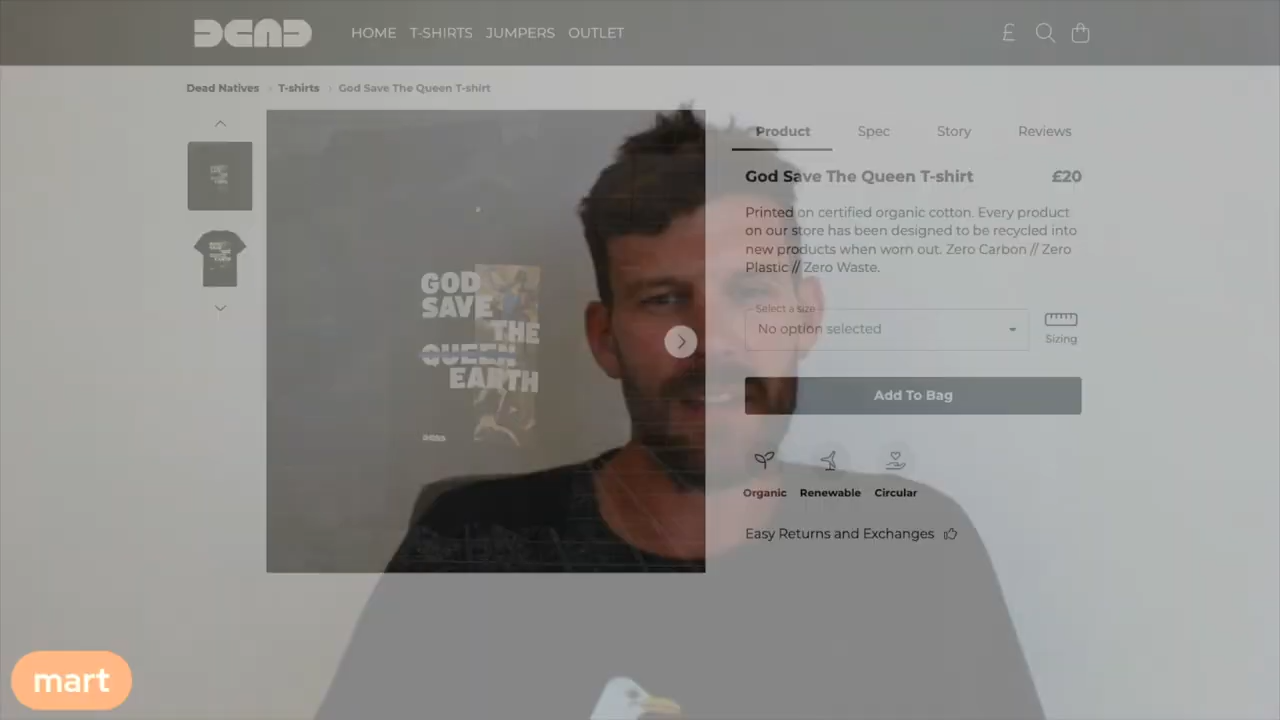 DEAD
HOME T-SHIRTS JUMPERS OUTLET
£
Dead Natives › T-shirts › God Save The Queen T-shirt
Product Spec Story Reviews
God Save The Queen T-shirt £20
Printed on certified organic cotton. Every product
on our store has been designed to be recycled into
new products when worn out. Zero Carbon // Zero
Plastic // Zero Waste.
Select a size
No option selected
Sizing
Add To Bag
Organic Renewable Circular
Easy Returns and Exchanges
GOD
SAVE
THE
QUEEN
EARTH
DEAD
mart